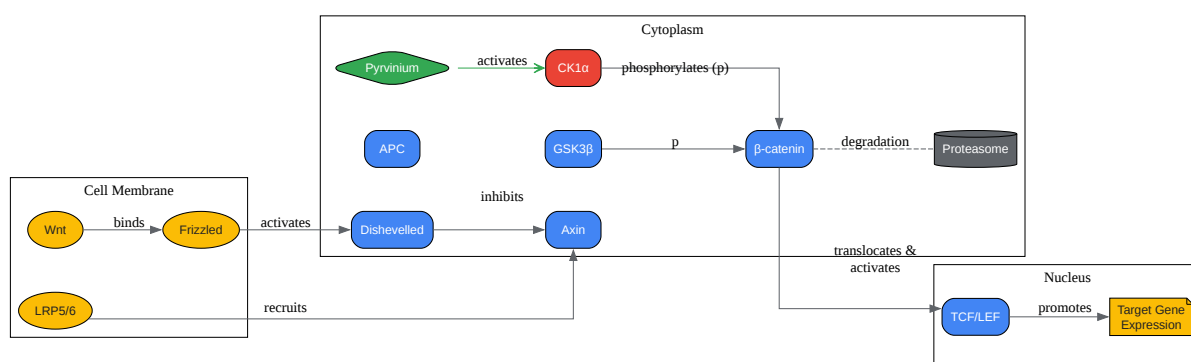 Cytoplasm
Pyrvinium
activates
CK1α
phosphorylates (p)
APC
GSK3β
p
β-catenin
degradation
Proteasome
Cell Membrane
inhibits
Wnt
binds
Frizzled
activates
Dishevelled
Axin
translocates &
activates
Nucleus
LRP5/6
recruits
TCF/LEF
promotes
Target Gene
Expression